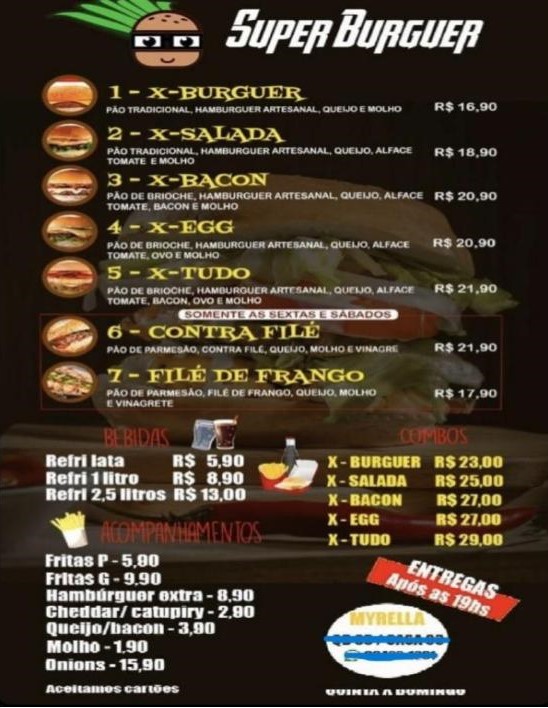 SUPER BURGUER
1 - X-BURGUER
PÃO TRADICIONAL, HAMBURGUER ARTESANAL, QUEIJO E MOLHO R$ 16,90
2 - X-SALADA
PÃO TRADICIONAL, HAMBURGUER ARTESANAL, QUEIJO, ALFACE
TOMATE E MOLHO R$ 18,90
3 - X-BACON
PÃO DE BRIOCHE, HAMBURGUER ARTESANAL, QUEIJO, ALFACE R$ 20,90
TOMATE, BACON E MOLHO
4 - X-EGG
PÃO DE BRIOCHE, HAMBURGUER ARTESANAL, QUEIJO, ALFACE R$ 20,90
TOMATE, OVO E MOLHO
5 - X-TUDO
PÃO DE BRIOCHE, HAMBURGUER ARTESANAL, QUEIJO, ALFACE R$ 21,90
TOMATE, BACON, OVO E MOLHO
SOMENTE AS SEXTAS E SÁBADOS
6 - CONTRA FILÉ
PÃO DE PARMESÃO, CONTRA FILÉ, QUEIJO, MOLHO E VINAGRE R$ 21,90
7 - FILÉ DE FRANGO
PÃO DE PARMESÃO, FILÉ DE FRANGO, QUEIJO, MOLHO R$ 17,90
E VINAGRETE
BEBIDAS
Refri lata R$ 5,90
Refri 1 litro R$ 8,90
Refri 2,5 litros R$ 13,00
COMBOS
X - BURGUER R$ 23,00
X - SALADA R$ 25,00
X - BACON R$ 27,00
X - EGG R$ 27,00
X - TUDO R$ 29,00
ACOMPANHAMENTOS
Fritas P - 5,80
Fritas G - 9,90
Hambúrguer extra - 8,90
Cheddar/ catupiry - 2,90
Queijo/bacon - 3,90
Molho - 1,90
Onions - 15,90
Aceitamos cartões
ENTREGAS
Após as 19hs
MYRELLA
QUINTA A DOMINGO